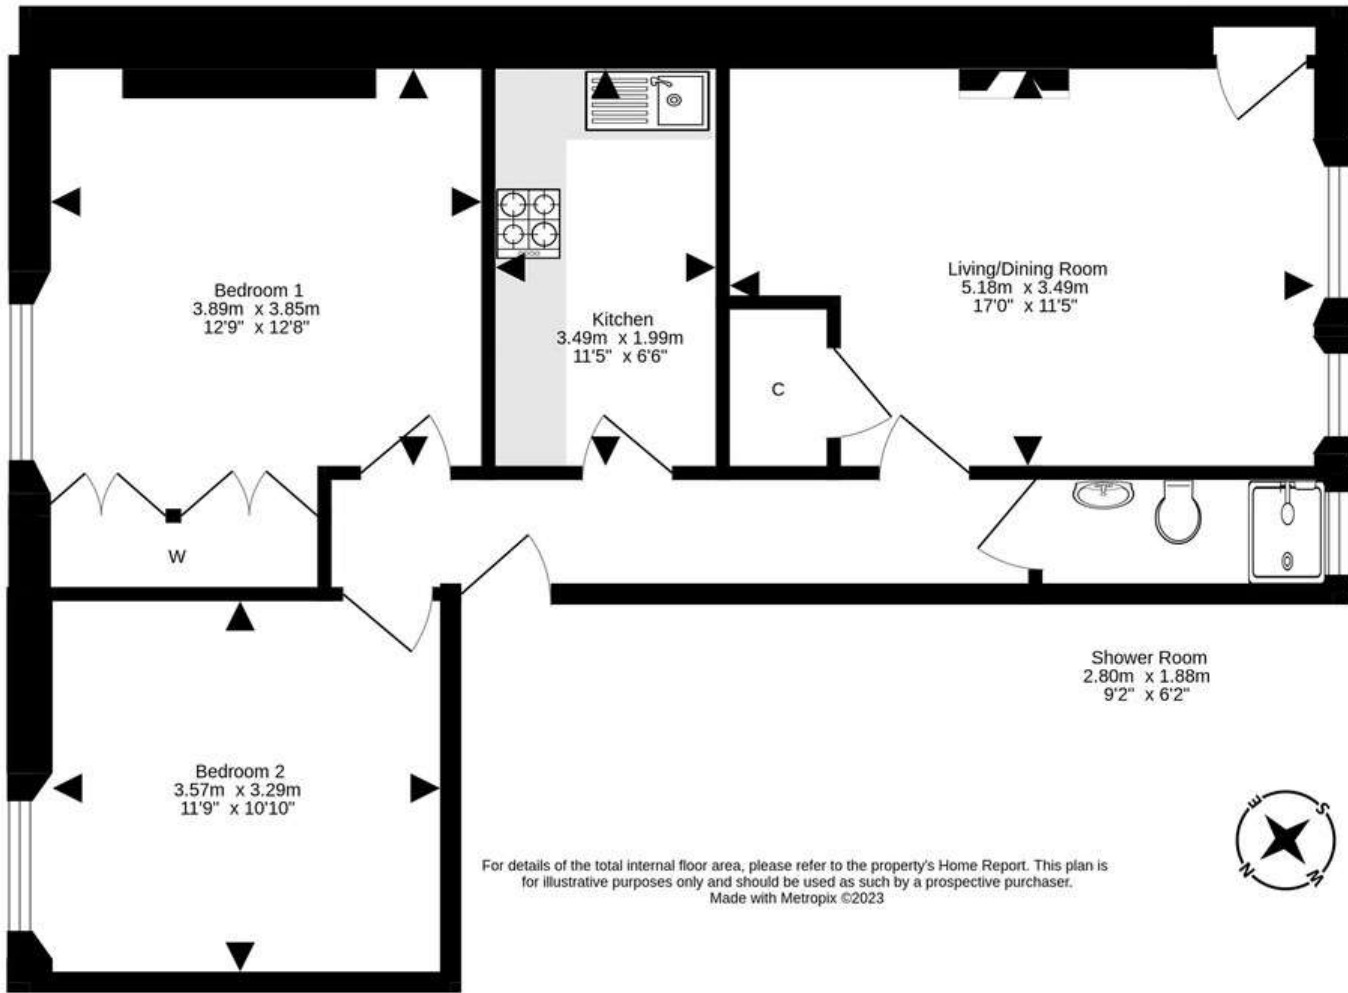 Bedroom 1
3.89m x 3.85m
12'9" x 12'8"
Kitchen
3.49m x 1.99m
11'5" x 6'6"
Living/Dining Room
5.18m x 3.49m
17'0" x 11'5"
C
W
Shower Room
2.80m x 1.88m
9'2" x 6'2"
Bedroom 2
3.57m x 3.29m
11'9" x 10'10"
E
S
N
W
For details of the total internal floor area, please refer to the property's Home Report. This plan is
for illustrative purposes only and should be used as such by a prospective purchaser.
Made with Metropix ©2023